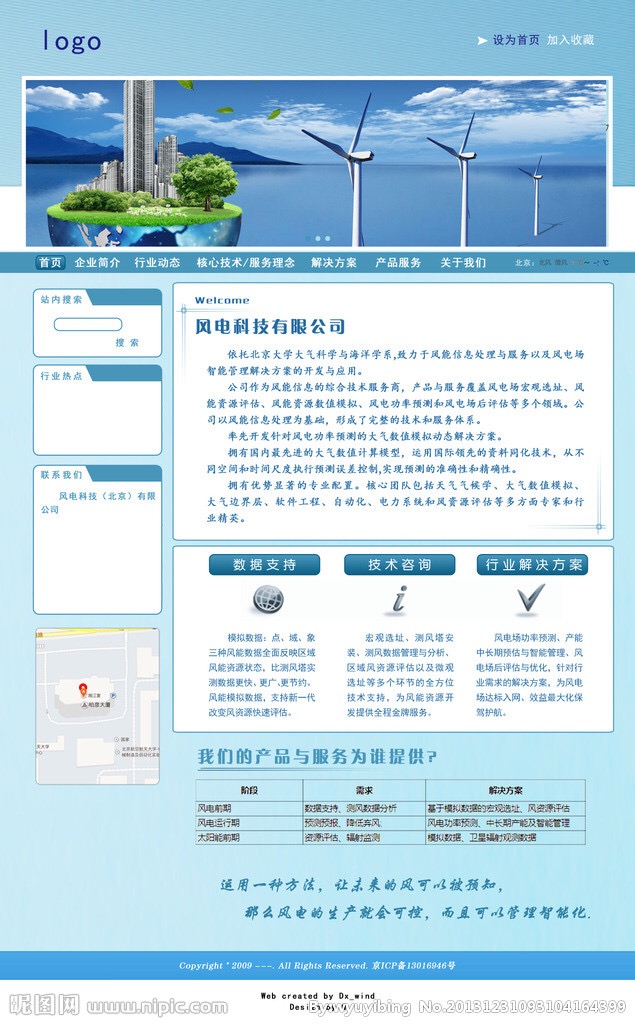 logo
设为首页 加入收藏
首页 企业简介 行业动态 核心技术/服务理念 解决方案 产品服务 关于我们 北京:
站内搜索
搜 索
行业热点
联系我们
风电科技（北京）有限
公司
Welcome
风电科技有限公司
依托北京大学大气科学与海洋学系,致力于风能信息处理与服务以及风电场
智能管理解决方案的开发与应用。
公司作为风能信息的综合技术服务商，产品与服务覆盖风电场宏观选址、风
能资源评估、风能资源数值模拟、风电功率预测和风电场后评估等多个领域。公
司以风能信息处理为基础，形成了完整的技术和服务体系。
率先开发针对风电功率预测的大气数值模拟动态解决方案。
拥有国内最先进的大气数值计算模型，运用国际领先的资料同化技术，从不
同空间和时间尺度执行预测误差控制,实现预测的准确性和精确性。
拥有优势显著的专业配置。核心团队包括天气气候学、大气数值模拟、
大气边界层、软件工程、自动化、电力系统和风资源评估等多方面专家和行
业精英。
数据支持
模拟数据：点、域、象
三种风能数据全面反映区域
风能资源状态，比测风塔实
测数据更快、更广、更节约。
风能模拟数据，支持新一代
改变风资源快速评估。
技术咨询
宏观选址、测风塔安
装、测风数据管理与分析、
区域风资源评估以及微观
选址等多个环节的全方位
技术支持，为风能资源开
发提供全程金牌服务。
行业解决方案
风电场功率预测、产能
中长期预估与智能管理、风
电场后评估与优化，针对行
业需求的解决方案，为风电
场达标入网、效益最大化保
驾护航。
柏彦大厦
国家
我们的产品与服务为谁提供?
阶段 需求 解决方案
风电前期 数据支持、测风数据分析 基于模拟数据的宏观选址、风资源评估
风电运行期 预测预报、降低弃风 风电功率预测、中长期产能及智能管理
太阳能前期 资源评估、辐射监测 模拟数据、卫星辐射观测数据
运用一种方法，让未来的风可以被预知，
那么风电的生产就会可控，而且可以管理智能化.
Copyright ' 2009 ---. All Rights Reserved. 京ICP备13016946号
Web created by Dx_wind
昵图网 www.nipic.com
By:wyuyibing No.20131231093104164399